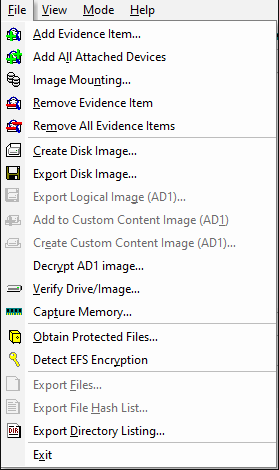 File View Mode Help
Add Evidence Item...
Add All Attached Devices
Image Mounting...
Remove Evidence Item
Remove All Evidence Items
Create Disk Image...
Export Disk Image...
Export Logical Image (AD1)...
Add to Custom Content Image (AD1)
Create Custom Content Image (AD1)...
Decrypt AD1 image...
Verify Drive/Image...
Capture Memory...
Obtain Protected Files...
Detect EFS Encryption
Export Files...
Export File Hash List...
DIR Export Directory Listing...
Exit